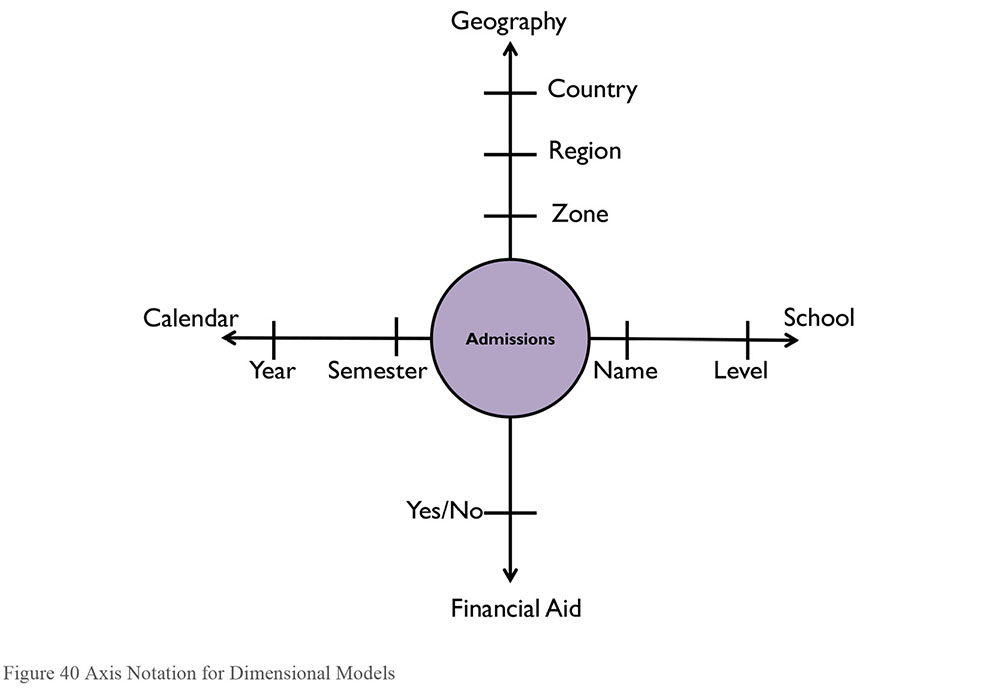 Geography
Country
Region
Zone
Calendar
School
Admissions
Year
Semester
Name
Level
Yes/No
Financial Aid
Figure 40 Axis Notation for Dimensional Models